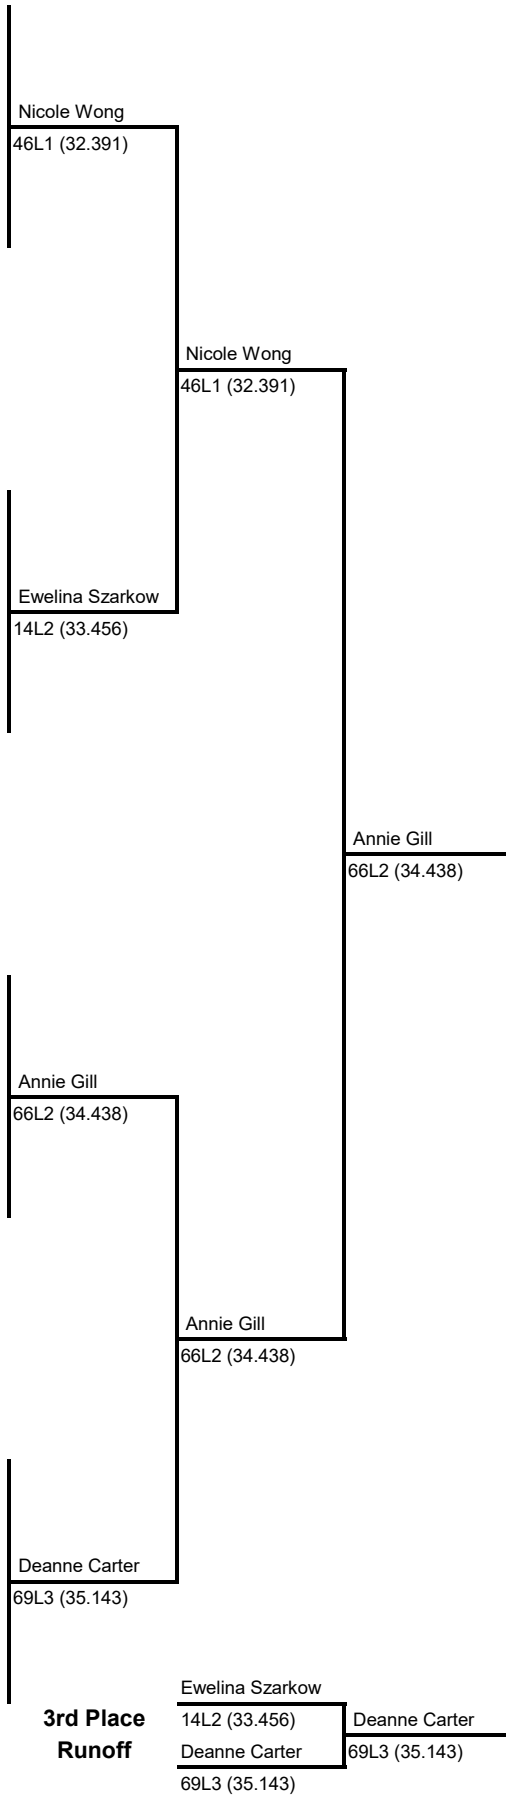 Nicole Wong
46L1 (32.391)
Nicole Wong
46L1 (32.391)
Ewelina Szarkow
14L2 (33.456)
Annie Gill
66L2 (34.438)
Annie Gill
66L2 (34.438)
Annie Gill
66L2 (34.438)
Deanne Carter
69L3 (35.143)
3rd Place
Runoff
Ewelina Szarkow
14L2 (33.456)
Deanne Carter
69L3 (35.143)
Deanne Carter
69L3 (35.143)